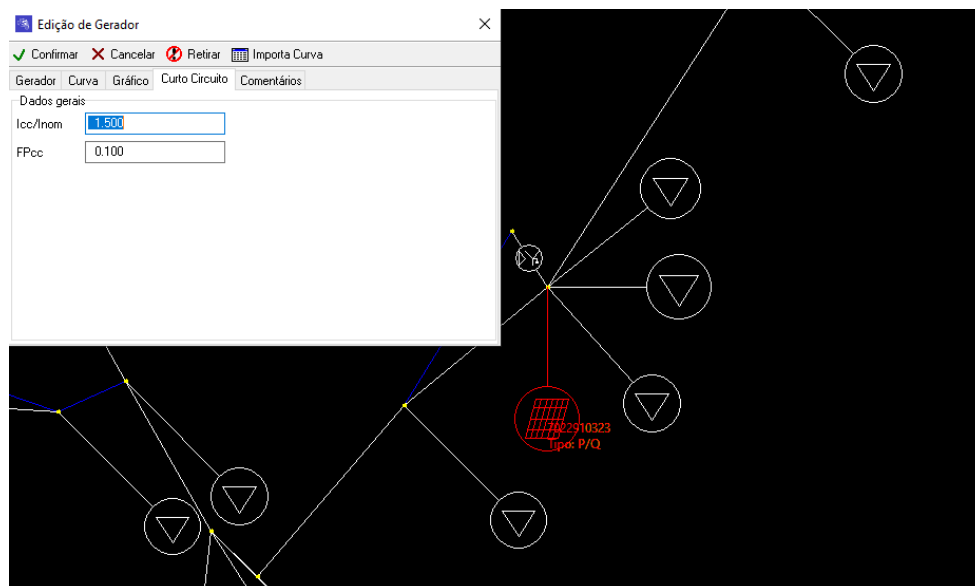 Edição de Gerador
Confirmar Cancelar Retirar Importa Curva
Gerador Curva Gráfico Curto Circuito Comentários
Dados gerais
Icc/Inom 1.500
FPcc 0.100
7022910323
Tipo: P/Q